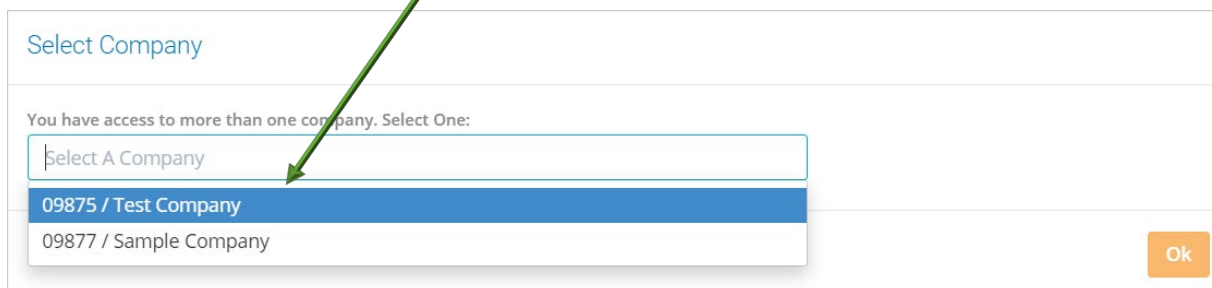 Select Company
You have access to more than one company. Select One:
Select A Company
09875 / Test Company
09877 / Sample Company
Ok